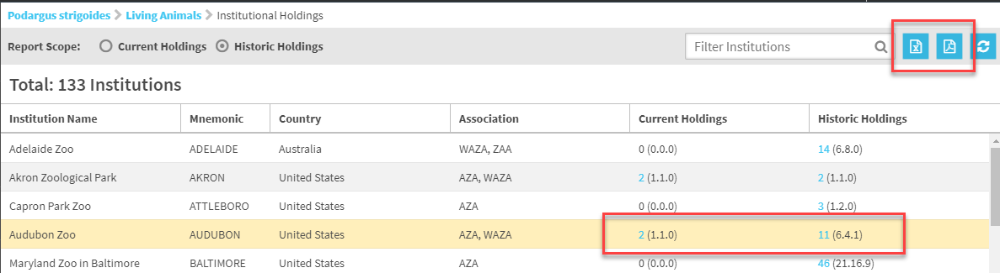 Podargus strigoides > Living Animals > Institutional Holdings
Report Scope: Current Holdings Historic Holdings Filter Institutions
Total: 133 Institutions
Institution Name Mnemonic Country Association Current Holdings Historic Holdings
Adelaide Zoo ADELAIDE Australia WAZA, ZAA 0 (0.0.0) 14 (6.8.0)
Akron Zoological Park AKRON United States AZA, WAZA 2 (1.1.0) 2 (1.1.0)
Capron Park Zoo ATTLEBORO United States AZA 0 (0.0.0) 3 (1.2.0)
Audubon Zoo AUDUBON United States AZA, WAZA 2 (1.1.0) 11 (6.4.1)
Maryland Zoo in Baltimore BALTIMORE United States AZA 0 (0.0.0) 46 (21.16.9)